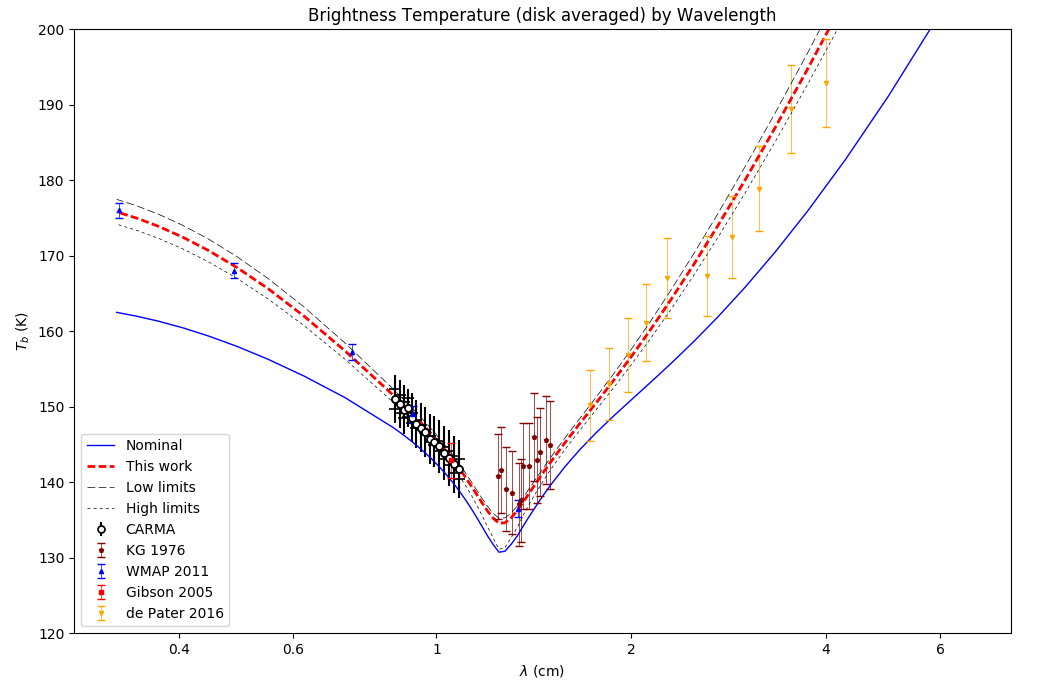 Brightness Temperature (disk averaged) by Wavelength
200
190
180
170
160
150
140
130
120
T_b (K)
Nominal
This work
Low limits
High limits
CARMA
KG 1976
WMAP 2011
Gibson 2005
de Pater 2016
0.4 0.6 1 2 4 6
λ (cm)